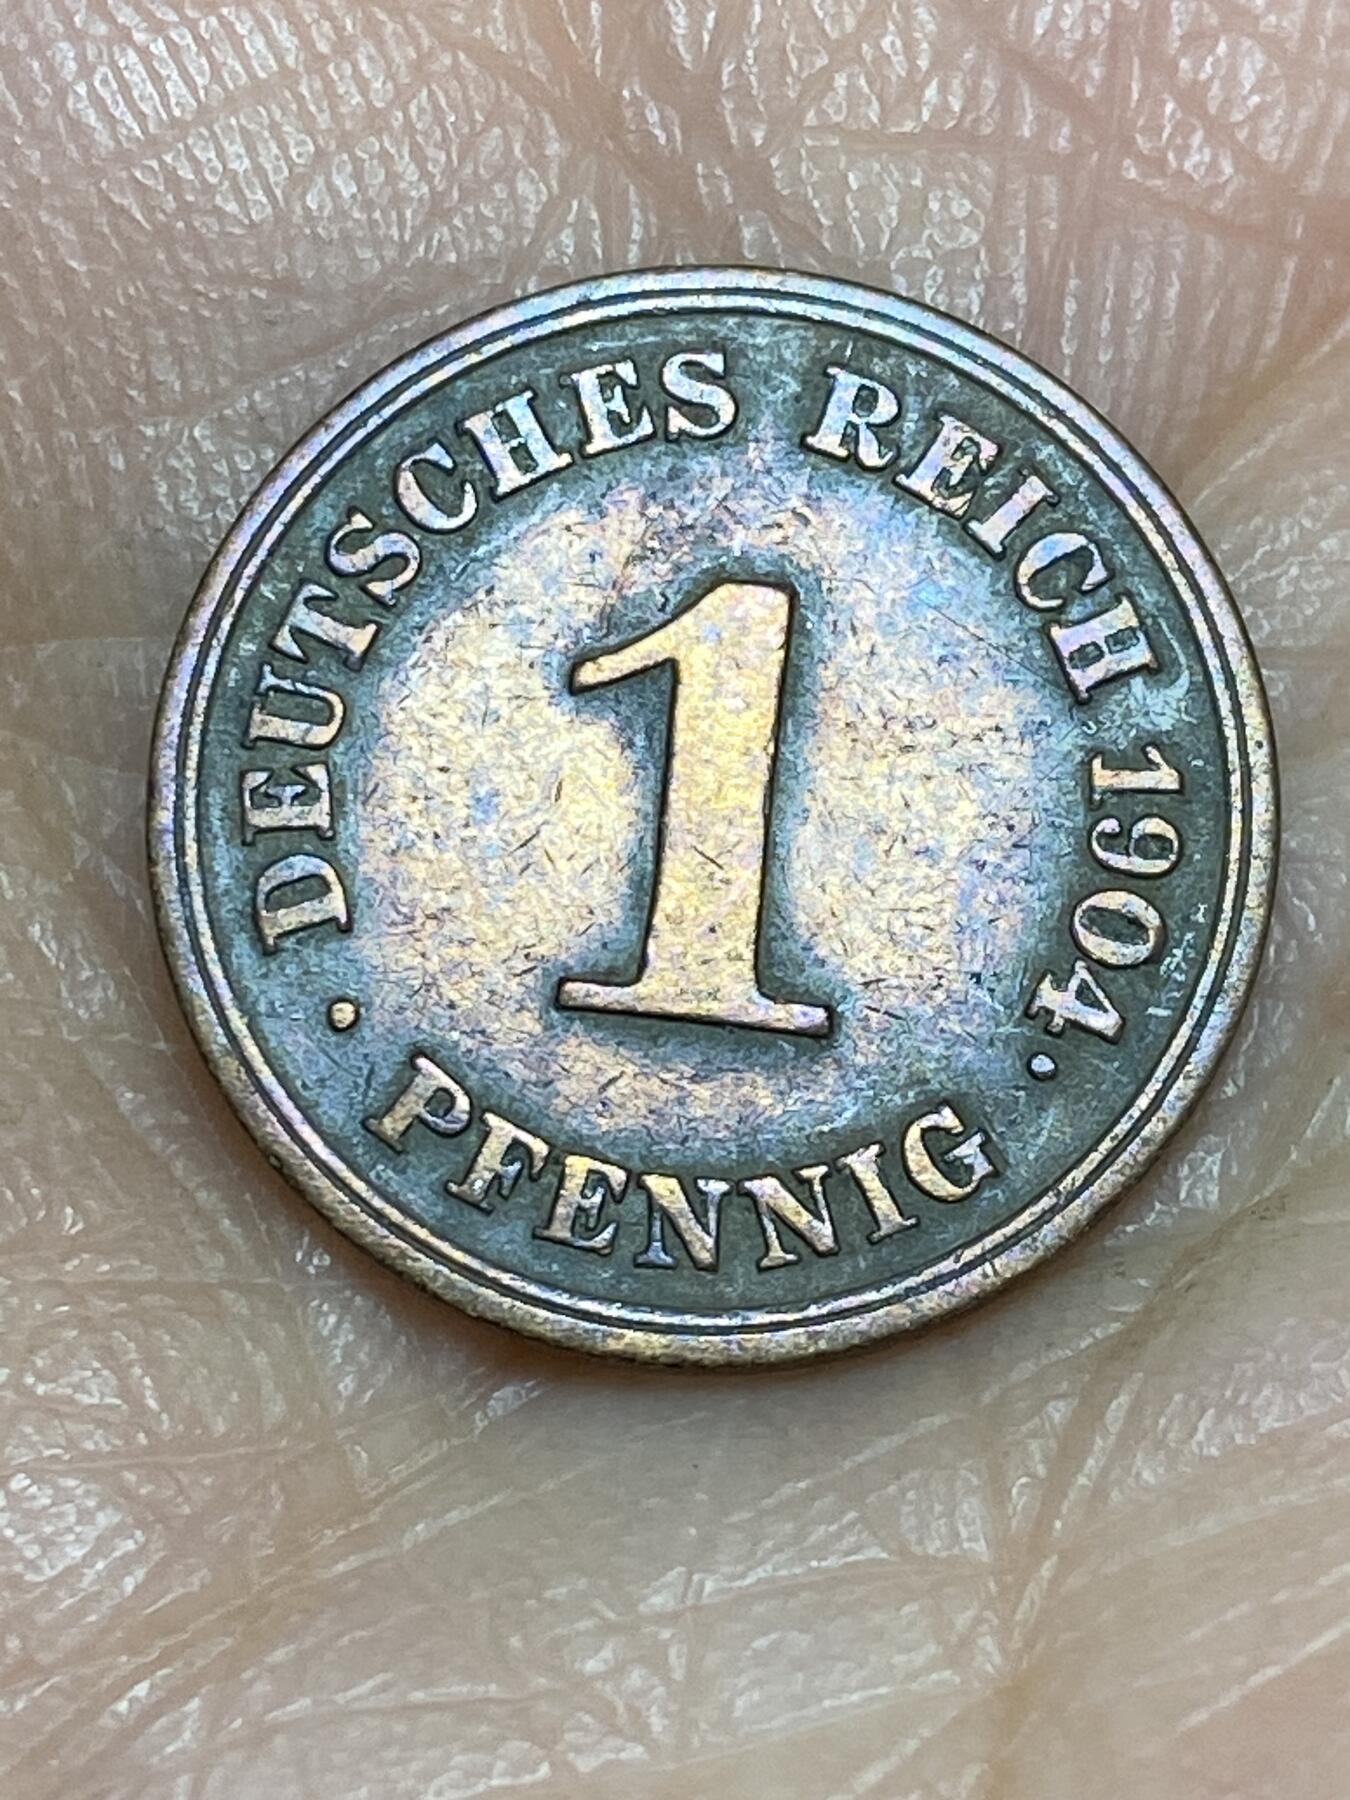 DEUTSCHES REICH 1904
1
• PFENNIG •